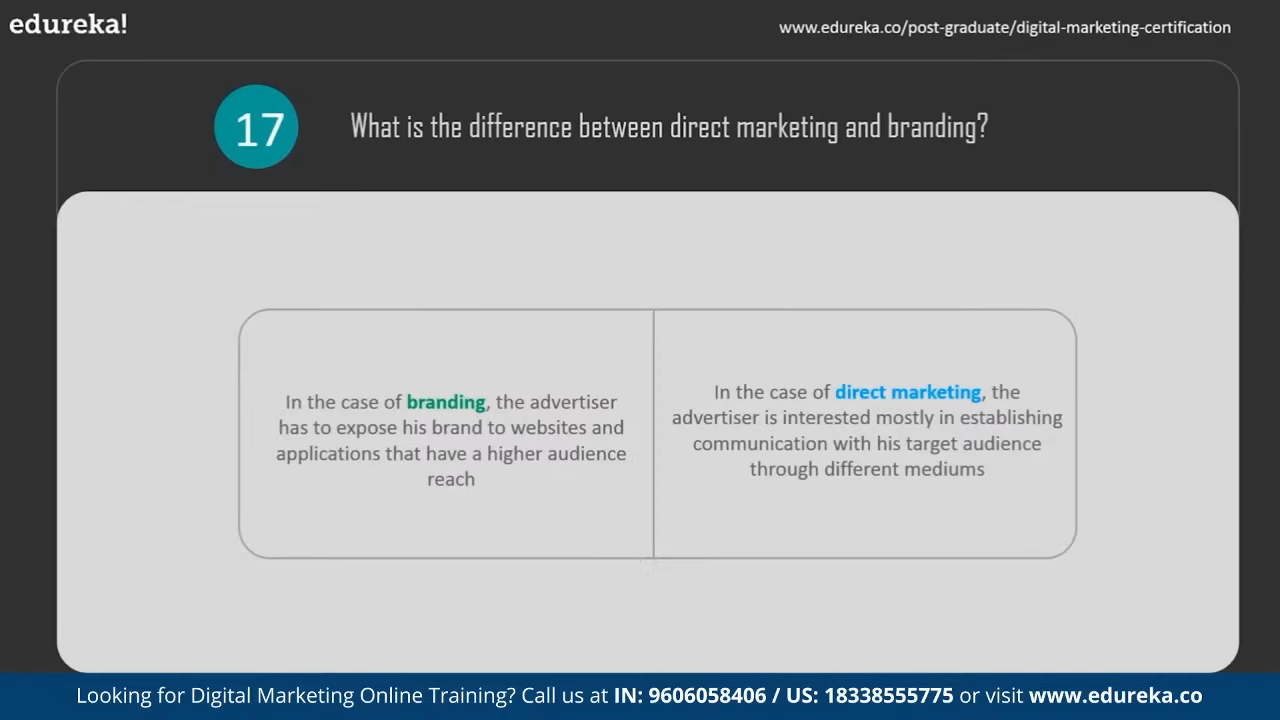 edureka!
www.edureka.co/post-graduate/digital-marketing-certification
17
What is the difference between direct marketing and branding?
In the case of branding, the advertiser
has to expose his brand to websites and
applications that have a higher audience
reach
In the case of direct marketing, the
advertiser is interested mostly in establishing
communication with his target audience
through different mediums
Looking for Digital Marketing Online Training? Call us at IN: 9606058406 / US: 18338555775 or visit www.edureka.co